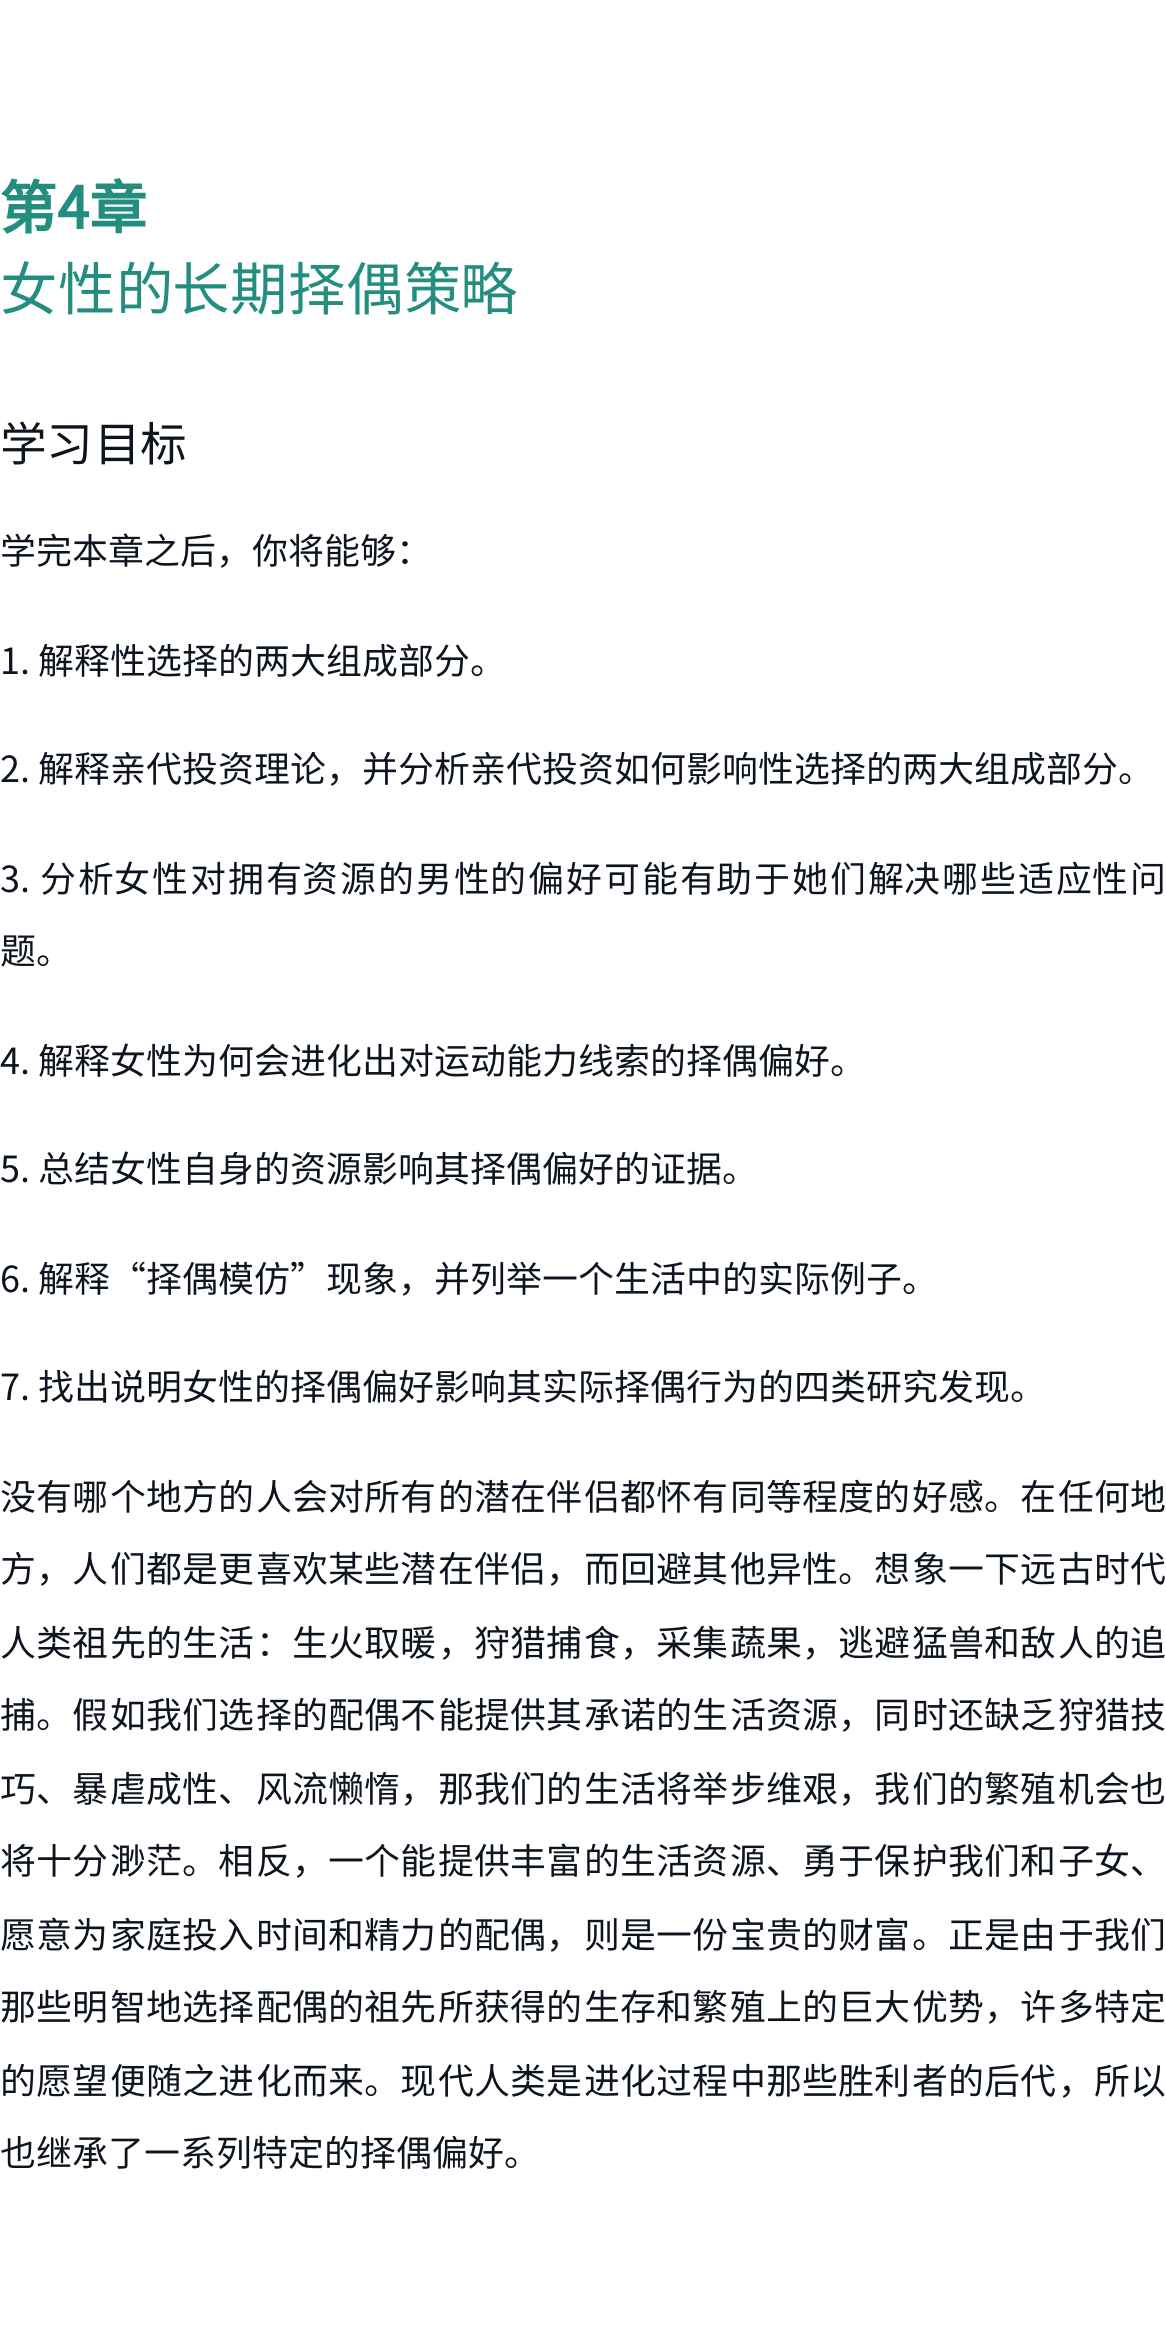 第4章
女性的长期择偶策略
学习目标
学完本章之后，你将能够：
1. 解释性选择的两大组成部分。
2. 解释亲代投资理论，并分析亲代投资如何影响性选择的两大组成部分。
3. 分析女性对拥有资源的男性的偏好可能有助于她们解决哪些适应性问
题。
4. 解释女性为何会进化出对运动能力线索的择偶偏好。
5. 总结女性自身的资源影响其择偶偏好的证据。
6. 解释“择偶模仿”现象，并列举一个生活中的实际例子。
7. 找出说明女性的择偶偏好影响其实际择偶行为的四类研究发现。
没有哪个地方的人会对所有的潜在伴侣都怀有同等程度的好感。在任何地
方，人们都是更喜欢某些潜在伴侣，而回避其他异性。想象一下远古时代
人类祖先的生活：生火取暖，狩猎捕食，采集蔬果，逃避猛兽和敌人的追
捕。假如我们选择的配偶不能提供其承诺的生活资源，同时还缺乏狩猎技
巧、暴虐成性、风流懒惰，那我们的生活将举步维艰，我们的繁殖机会也
将十分渺茫。相反，一个能提供丰富的生活资源、勇于保护我们和子女、
愿意为家庭投入时间和精力的配偶，则是一份宝贵的财富。正是由于我们
那些明智地选择配偶的祖先所获得的生存和繁殖上的巨大优势，许多特定
的愿望便随之进化而来。现代人类是进化过程中那些胜利者的后代，所以
也继承了一系列特定的择偶偏好。